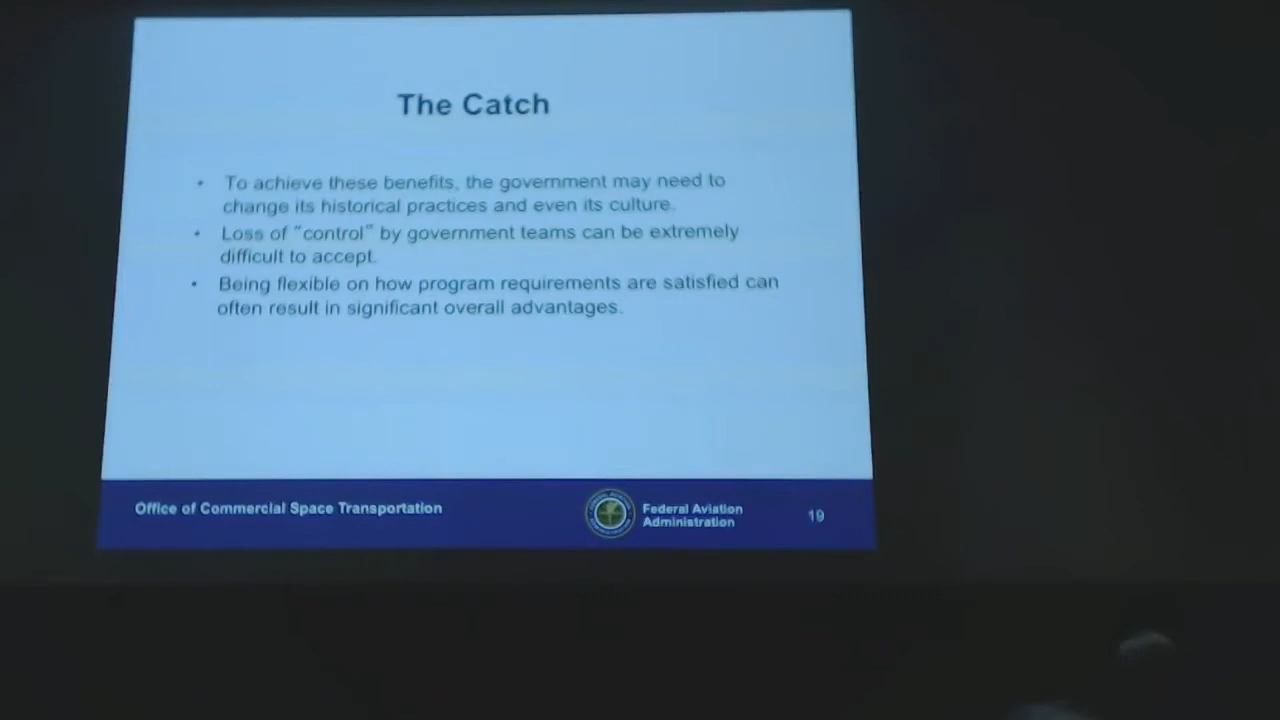 The Catch
• To achieve these benefits, the government may need to
change its historical practices and even its culture.
• Loss of “control” by government teams can be extremely
difficult to accept.
• Being flexible on how program requirements are satisfied can
often result in significant overall advantages.
Office of Commercial Space Transportation
Federal Aviation
Administration
19